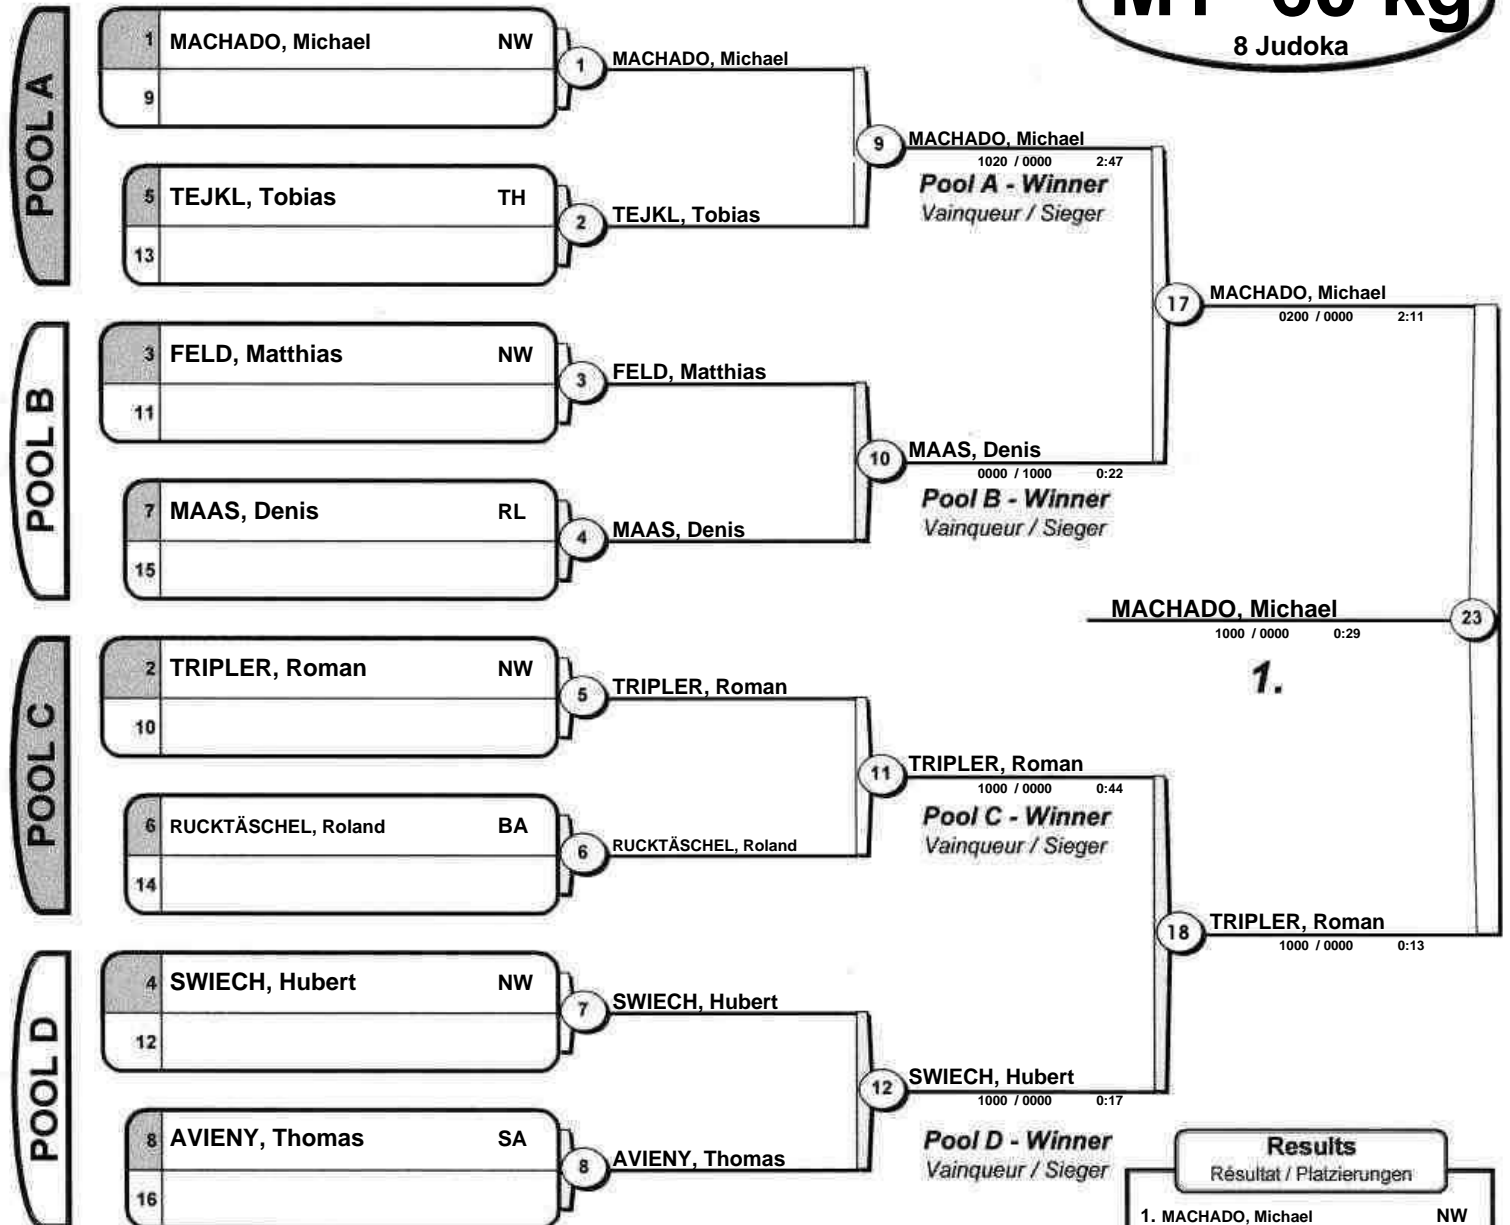 M1 -60 kg
8 Judoka
POOL A
1 MACHADO, Michael NW
9
5 TEJKL, Tobias TH
13
1 MACHADO, Michael
2 TEJKL, Tobias
9 MACHADO, Michael
1020 / 0000 2:47
Pool A - Winner
Vainqueur / Sieger
POOL B
3 FELD, Matthias NW
11
7 MAAS, Denis RL
15
3 FELD, Matthias
4 MAAS, Denis
10 MAAS, Denis
0000 / 1000 0:22
Pool B - Winner
Vainqueur / Sieger
17 MACHADO, Michael
0200 / 0000 2:11
MACHADO, Michael 23
1000 / 0000 0:29
1.
POOL C
2 TRIPLER, Roman NW
10
6 RUCKTÄSCHEL, Roland BA
14
5 TRIPLER, Roman
6 RUCKTÄSCHEL, Roland
11 TRIPLER, Roman
1000 / 0000 0:44
Pool C - Winner
Vainqueur / Sieger
18 TRIPLER, Roman
1000 / 0000 0:13
POOL D
4 SWIECH, Hubert NW
12
8 AVIENY, Thomas SA
16
7 SWIECH, Hubert
8 AVIENY, Thomas
12 SWIECH, Hubert
1000 / 0000 0:17
Pool D - Winner
Vainqueur / Sieger
Results
Résultat / Platzierungen
1. MACHADO, Michael NW